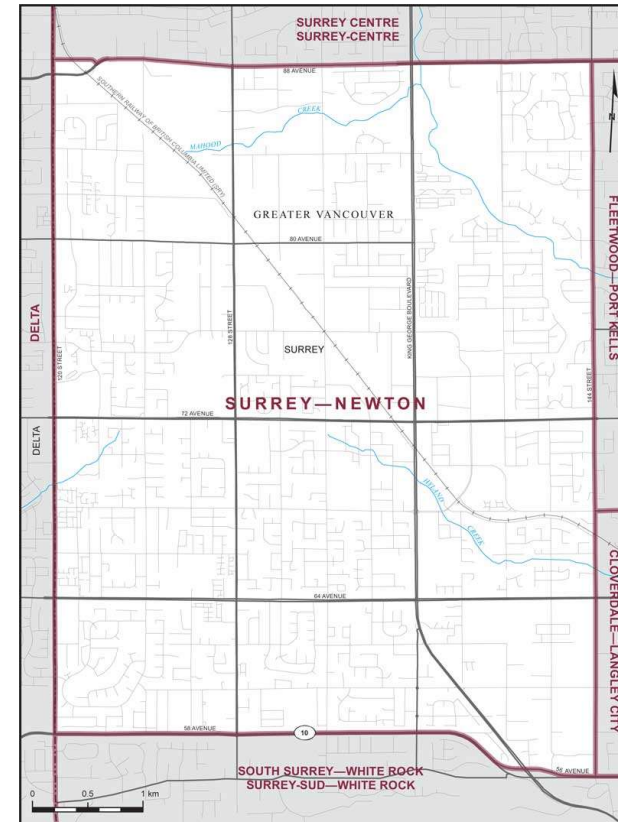 SURREY CENTRE
SURREY-CENTRE
88 AVENUE
SOUTHERN RAILWAY OF BRITISH COLUMBIA LIMITED (SRY)
MAHOOD
CREEK
N
GREATER VANCOUVER
80 AVENUE
FLEETWOOD—PORT KELLS
DELTA
120 STREET
128 STREET
KING GEORGE BOULEVARD
SURREY
144 STREET
SURREY—NEWTON
72 AVENUE
DELTA
HYLAND
CREEK
CLOVERDALE—LANGLEY CITY
64 AVENUE
58 AVENUE
10
58 AVENUE
SOUTH SURREY—WHITE ROCK
SURREY-SUD—WHITE ROCK
0 0.5 1 km